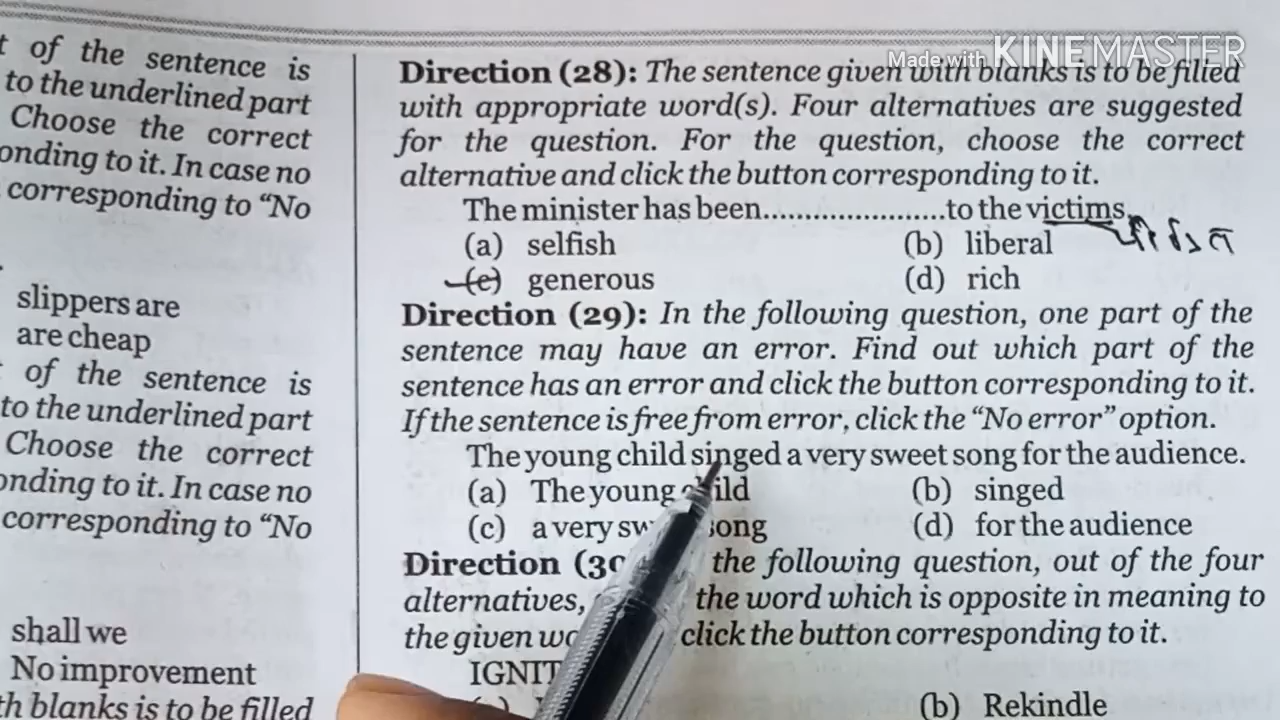 Made with KINEMASTER
t of the sentence is
to the underlined part
Choose the correct
onding to it. In case no
corresponding to “No
slippers are
are cheap
of the sentence is
to the underlined part
Choose the correct
onding to it. In case no
corresponding to “No
shall we
No improvement
th blanks is to be filled
Direction (28): The sentence given with blanks is to be filled
with appropriate word(s). Four alternatives are suggested
for the question. For the question, choose the correct
alternative and click the button corresponding to it.
The minister has been......................to the victims.
(a) selfish (b) liberal
(c) generous (d) rich
Direction (29): In the following question, one part of the
sentence may have an error. Find out which part of the
sentence has an error and click the button corresponding to it.
If the sentence is free from error, click the “No error” option.
The young child singed a very sweet song for the audience.
(a) The young child (b) singed
(c) a very sw song (d) for the audience
Direction (30 the following question, out of the four
alternatives, the word which is opposite in meaning to
the given wo click the button corresponding to it.
IGNIT
(b) Rekindle